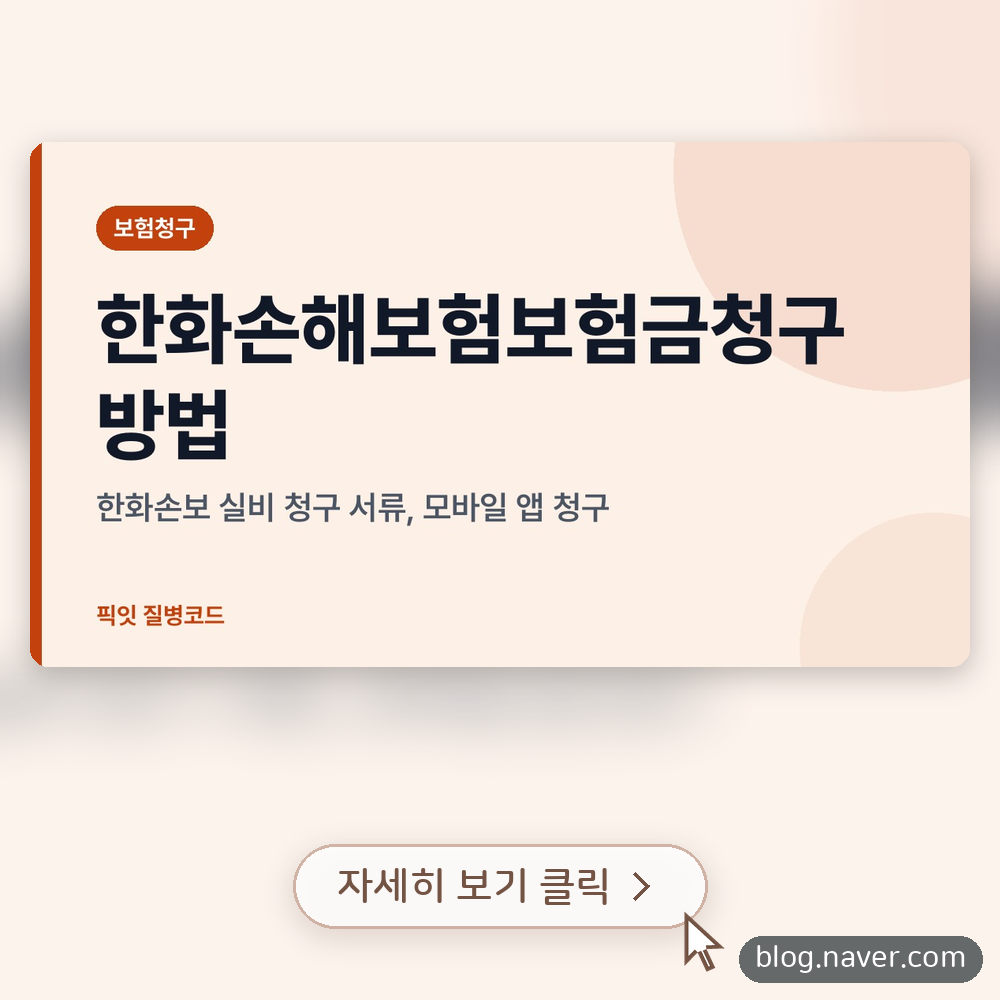 보험청구
한화손해보험보험금청구
방법
한화손보 실비 청구 서류, 모바일 앱 청구
픽잇 질병코드
자세히 보기 클릭
blog.naver.com